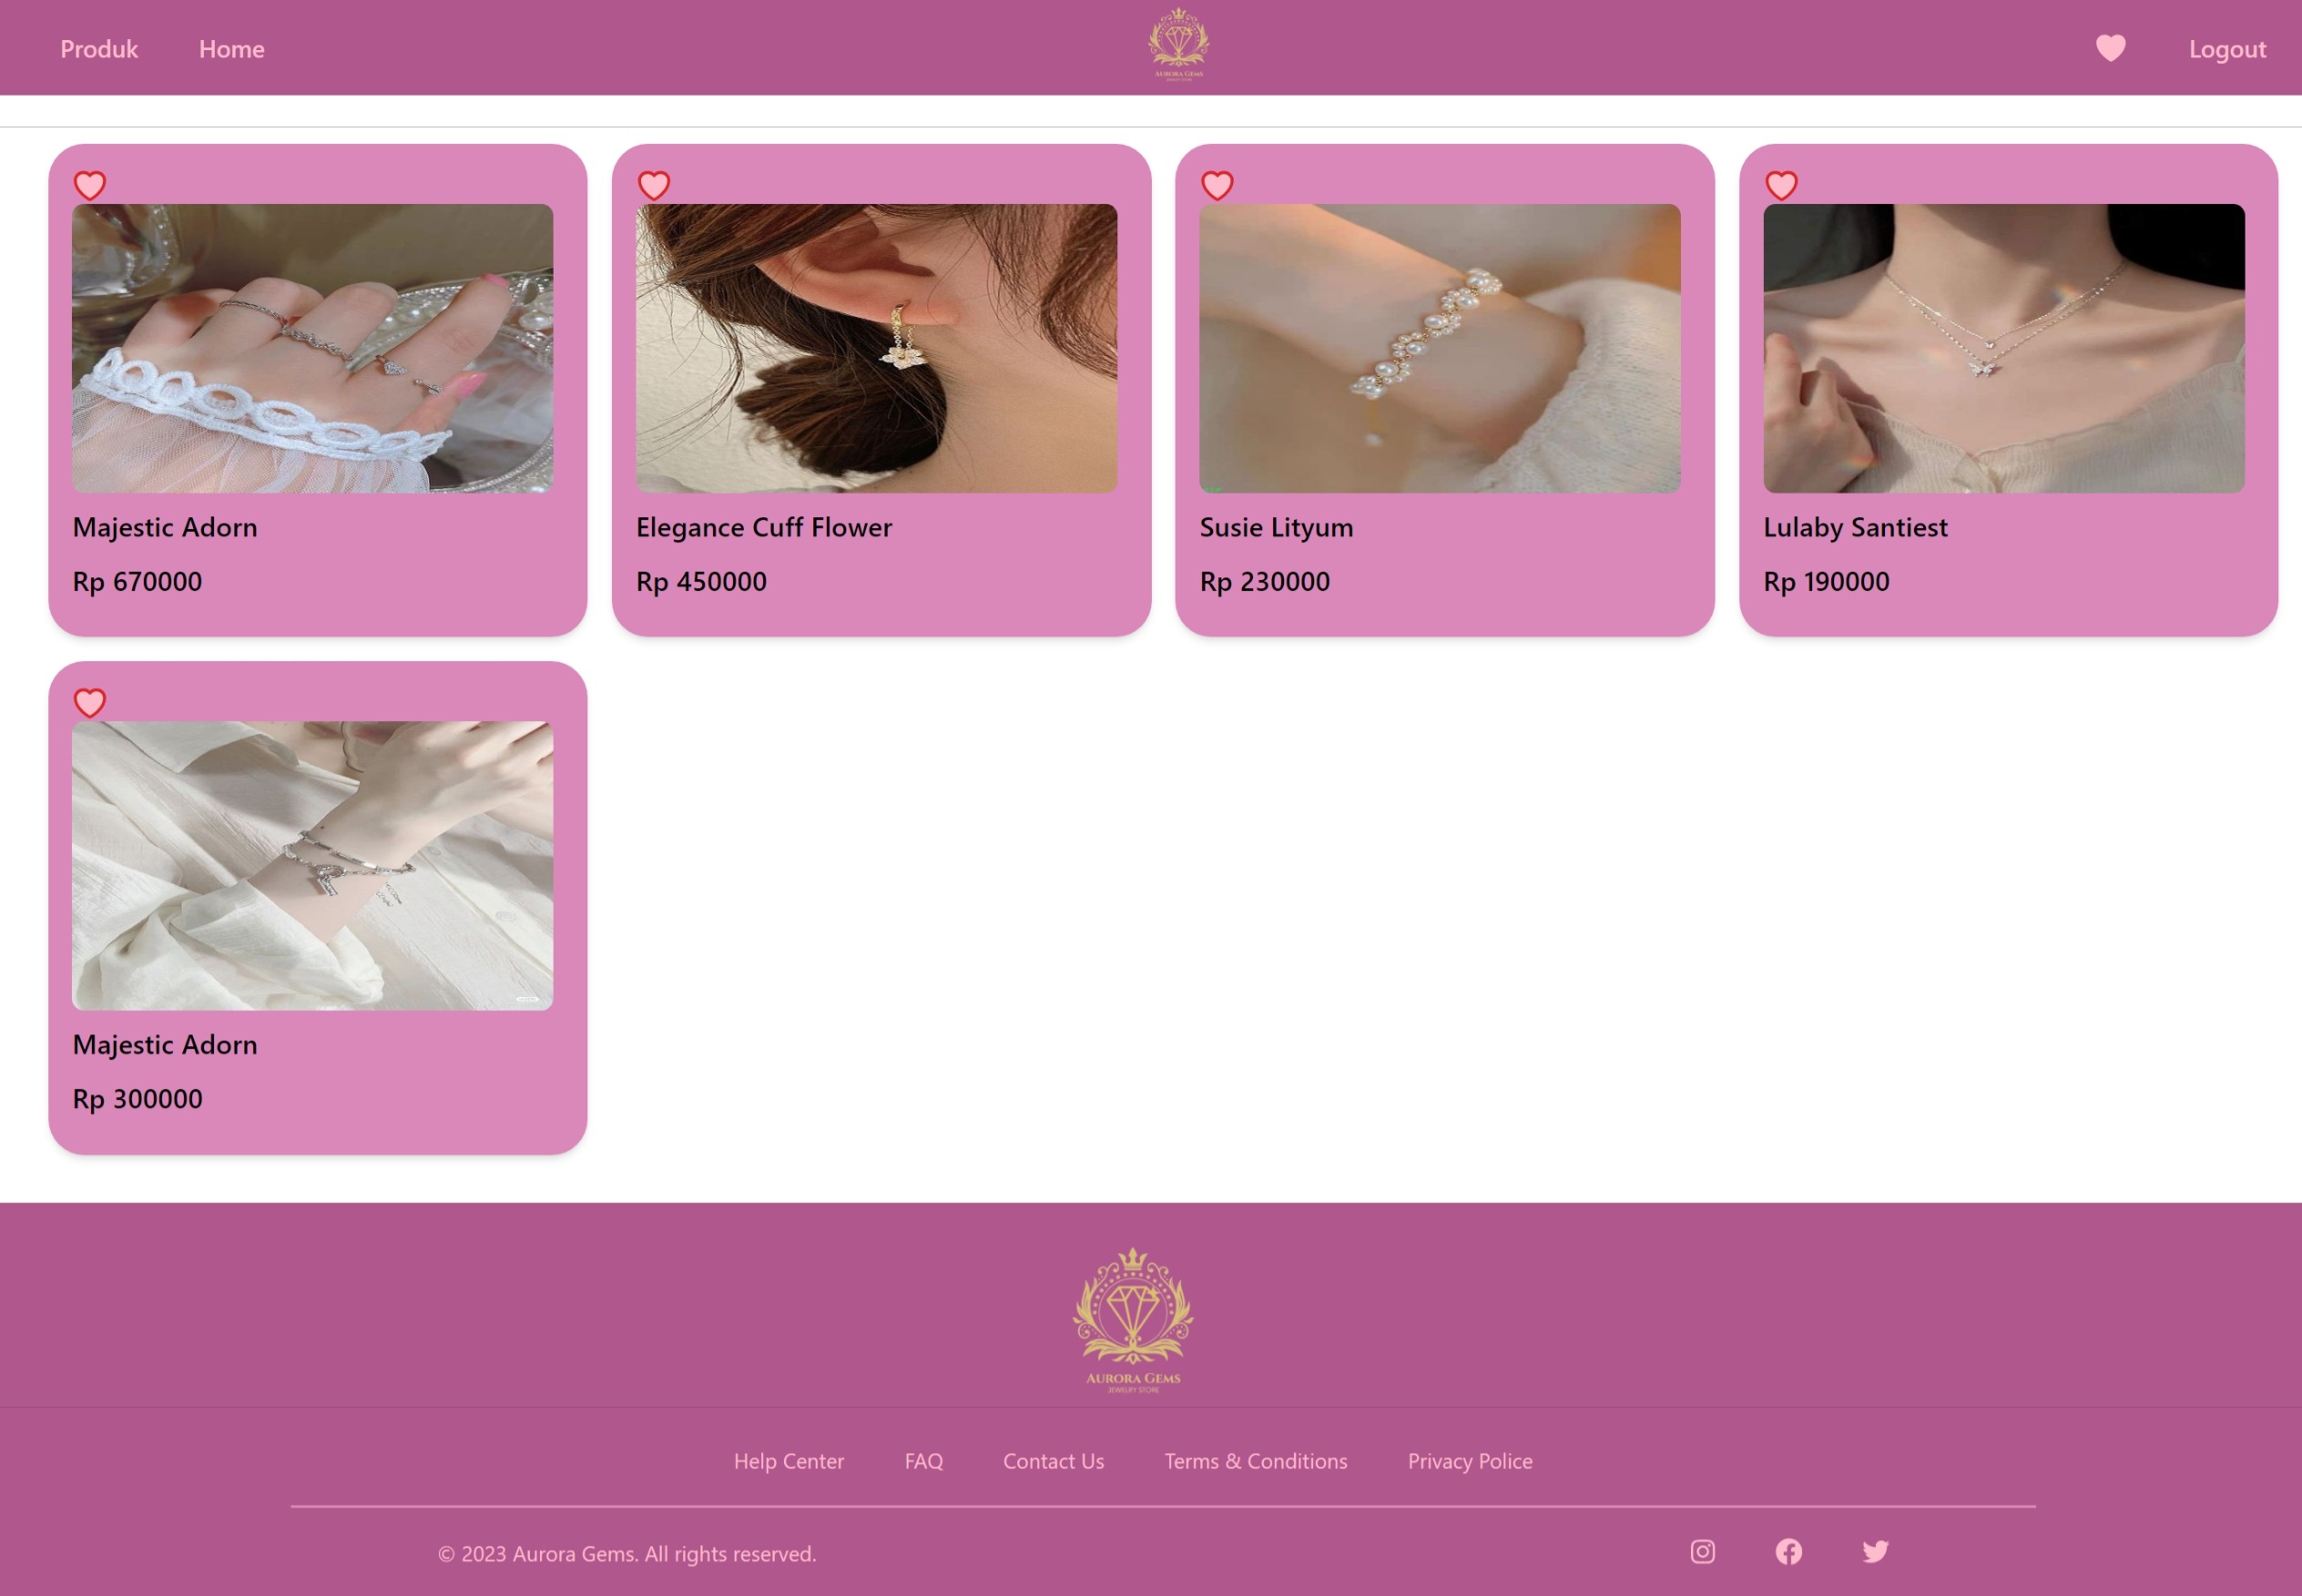 Produk
Home
AURORA GEMS
JEWELRY STORE
Logout
Majestic Adorn
Rp 670000
Elegance Cuff Flower
Rp 450000
Susie Lityum
Rp 230000
Lulaby Santiest
Rp 190000
Majestic Adorn
Rp 300000
AURORA GEMS
JEWELRY STORE
Help Center
FAQ
Contact Us
Terms & Conditions
Privacy Police
© 2023 Aurora Gems. All rights reserved.